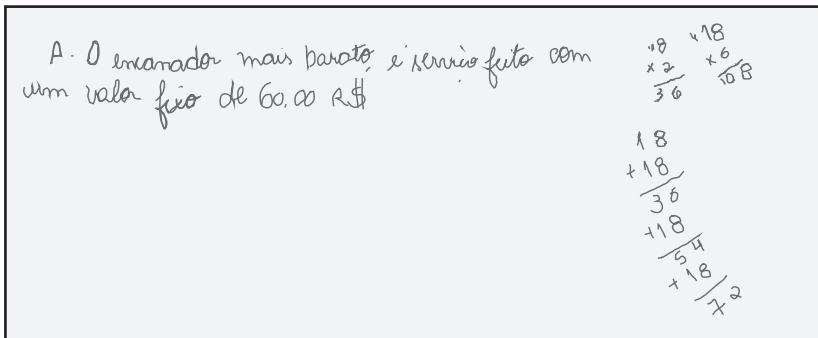 A. O encanador mais barato, e' serviço feito com
um valor fixo de 60,00 R$
18
x 2
36
18
x 6
108
18
+18
36
+18
54
+18
72